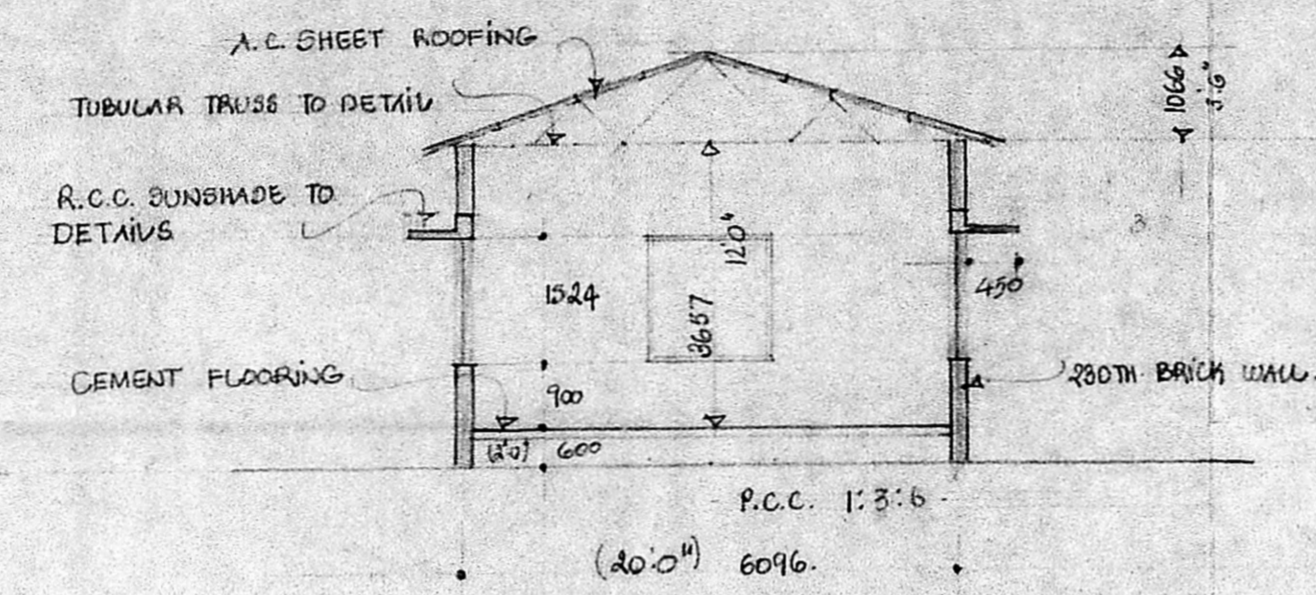 A.C. SHEET ROOFING
TUBULAR TRUSS TO DETAIL
1066
3'6"
R.C.C. SUNSHADE TO
DETAILS
12'0"
3
1524
3657
450
CEMENT FLOORING
900
230TH BRICK WALL.
(2'0) 600
P.C.C. 1:3:6
(20'0") 6096.